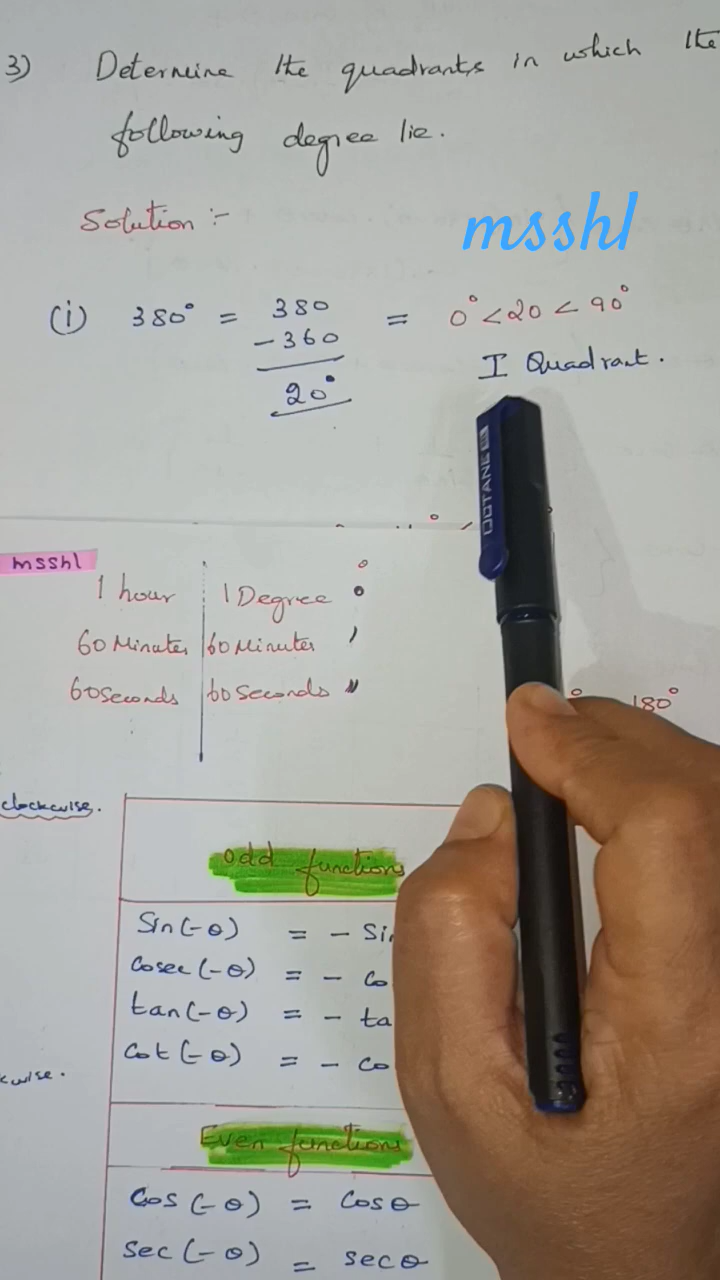 3) Determine the quadrants in which the
following degree lie.
Solution :-
msshl
(i) 380° = 380 = 0° < 20 < 90°
- 360
20°
I Quadrant.
OCTANE
msshl
°
1 hour 1 Degree
60 Minutes 60 Minutes ′
60 Seconds 60 Seconds ″
180°
clockwise.
Odd functions
Sin(-θ) = - Sin
Cosec(-θ) = - co
tan(-θ) = - ta
Cot(-θ) = - co
Even functions
Cos(-θ) = Cosθ
Sec(-θ) = secθ